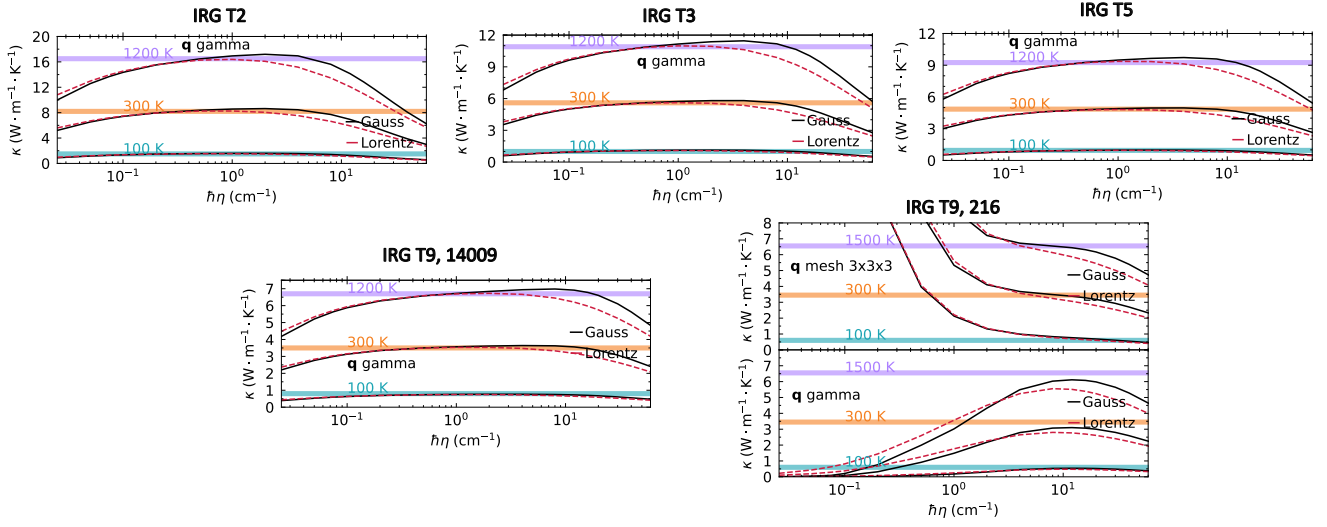 IRG T2
κ (W · m⁻¹ · K⁻¹)
20
16
12
8
4
0
1200 K
q gamma
300 K
Gauss
Lorentz
100 K
10⁻¹
10⁰
10¹
ħη (cm⁻¹)
IRG T3
κ (W · m⁻¹ · K⁻¹)
12
9
6
3
0
1200 K
q gamma
300 K
Gauss
Lorentz
100 K
10⁻¹
10⁰
10¹
ħη (cm⁻¹)
IRG T5
κ (W · m⁻¹ · K⁻¹)
12
9
6
3
0
q gamma
1200 K
300 K
Gauss
Lorentz
100 K
10⁻¹
10⁰
10¹
ħη (cm⁻¹)
IRG T9, 14009
κ (W · m⁻¹ · K⁻¹)
7
6
5
4
3
2
1
0
1200 K
300 K
Gauss
Lorentz
q gamma
100 K
10⁻¹
10⁰
10¹
ħη (cm⁻¹)
IRG T9, 216
κ (W · m⁻¹ · K⁻¹)
8
7
6
5
4
3
2
1
0
1500 K
q mesh 3x3x3
Gauss
300 K
Lorentz
100 K
κ (W · m⁻¹ · K⁻¹)
7
6
5
4
3
2
1
0
1500 K
q gamma
Gauss
300 K
Lorentz
100 K
10⁻¹
10⁰
10¹
ħη (cm⁻¹)